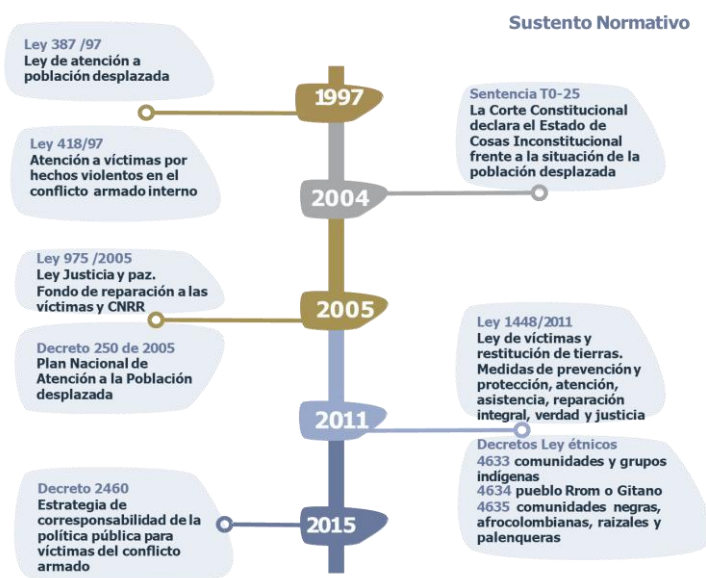 Sustento Normativo
Ley 387 /97
Ley de atención a
población desplazada
1997
Ley 418/97
Atención a víctimas por
hechos violentos en el
conflicto armado interno
Sentencia T0-25
La Corte Constitucional
declara el Estado de
Cosas Inconstitucional
frente a la situación de la
población desplazada
2004
Ley 975 /2005
Ley Justicia y paz.
Fondo de reparación a las
víctimas y CNRR
2005
Decreto 250 de 2005
Plan Nacional de
Atención a la Población
desplazada
Ley 1448/2011
Ley de víctimas y
restitución de tierras.
Medidas de prevención y
protección, atención,
asistencia, reparación
integral, verdad y justicia
2011
Decretos Ley étnicos
4633 comunidades y grupos
indígenas
4634 pueblo Rrom o Gitano
4635 comunidades negras,
afrocolombianas, raizales y
palenqueras
Decreto 2460
Estrategia de
corresponsabilidad de la
política pública para
víctimas del conflicto
armado
2015